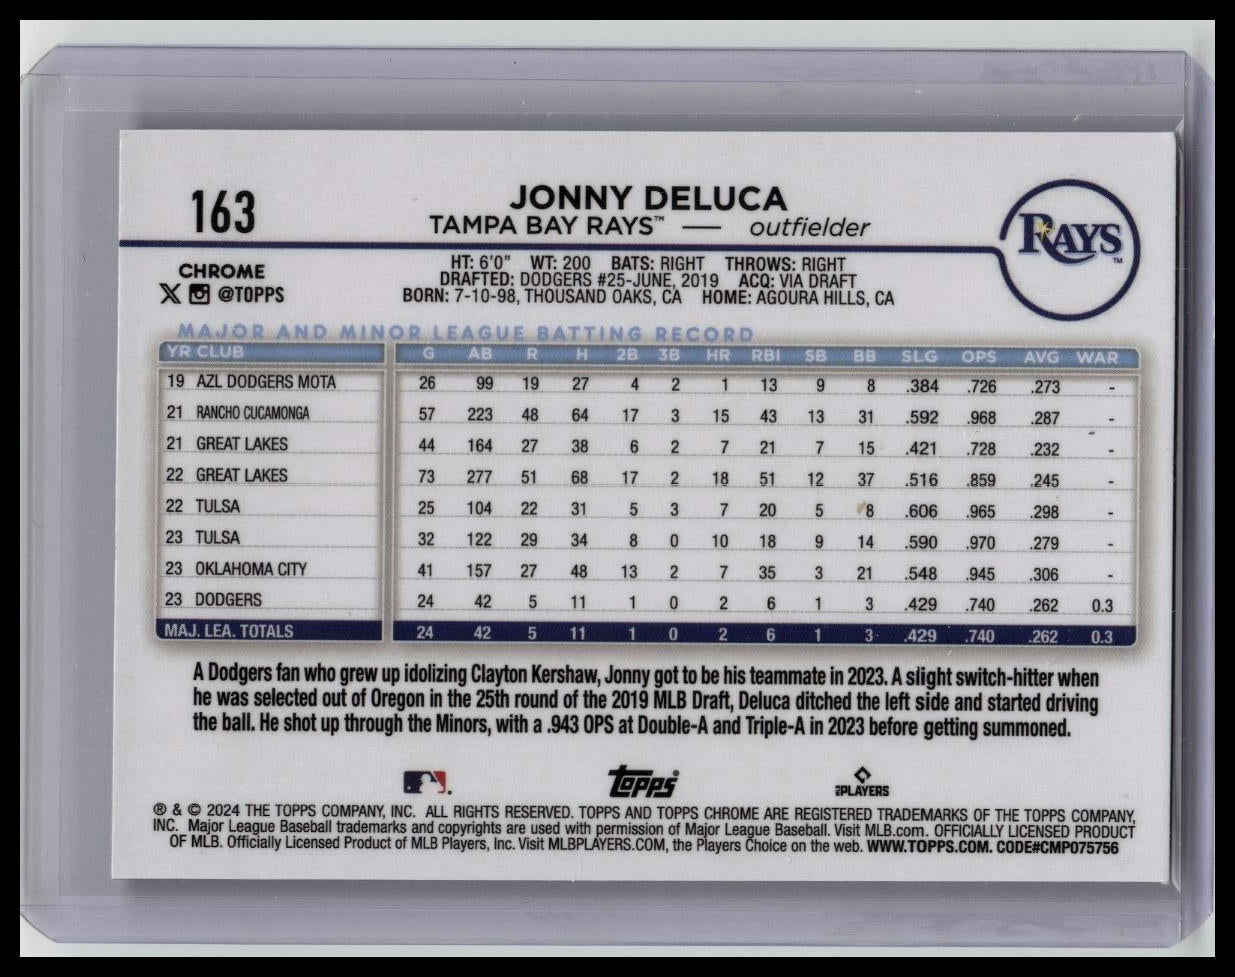 163
JONNY DELUCA
TAMPA BAY RAYS™ — outfielder
RAYS™
CHROME
@TOPPS
HT: 6'0" WT: 200 BATS: RIGHT THROWS: RIGHT
DRAFTED: DODGERS #25-JUNE, 2019 ACQ: VIA DRAFT
BORN: 7-10-98, THOUSAND OAKS, CA HOME: AGOURA HILLS, CA
MAJOR AND MINOR LEAGUE BATTING RECORD
YR CLUB G AB R H 2B 3B HR RBI SB BB SLG OPS AVG WAR
19 AZL DODGERS MOTA 26 99 19 27 4 2 1 13 9 8 .384 .726 .273 -
21 RANCHO CUCAMONGA 57 223 48 64 17 3 15 43 13 31 .592 .968 .287 -
21 GREAT LAKES 44 164 27 38 6 2 7 21 7 15 .421 .728 .232 -
22 GREAT LAKES 73 277 51 68 17 2 18 51 12 37 .516 .859 .245 -
22 TULSA 25 104 22 31 5 3 7 20 5 8 .606 .965 .298 -
23 TULSA 32 122 29 34 8 0 10 18 9 14 .590 .970 .279 -
23 OKLAHOMA CITY 41 157 27 48 13 2 7 35 3 21 .548 .945 .306 -
23 DODGERS 24 42 5 11 1 0 2 6 1 3 .429 .740 .262 0.3
MAJ. LEA. TOTALS 24 42 5 11 1 0 2 6 1 3 .429 .740 .262 0.3
A Dodgers fan who grew up idolizing Clayton Kershaw, Jonny got to be his teammate in 2023. A slight switch-hitter when
he was selected out of Oregon in the 25th round of the 2019 MLB Draft, Deluca ditched the left side and started driving
the ball. He shot up through the Minors, with a .943 OPS at Double-A and Triple-A in 2023 before getting summoned.
topps®
PLAYERS
® & © 2024 THE TOPPS COMPANY, INC. ALL RIGHTS RESERVED. TOPPS AND TOPPS CHROME ARE REGISTERED TRADEMARKS OF THE TOPPS COMPANY,
INC. Major League Baseball trademarks and copyrights are used with permission of Major League Baseball. Visit MLB.com. OFFICIALLY LICENSED PRODUCT
OF MLB. Officially Licensed Product of MLB Players, Inc. Visit MLBPLAYERS.COM, the Players Choice on the web. WWW.TOPPS.COM. CODE#CMP075756